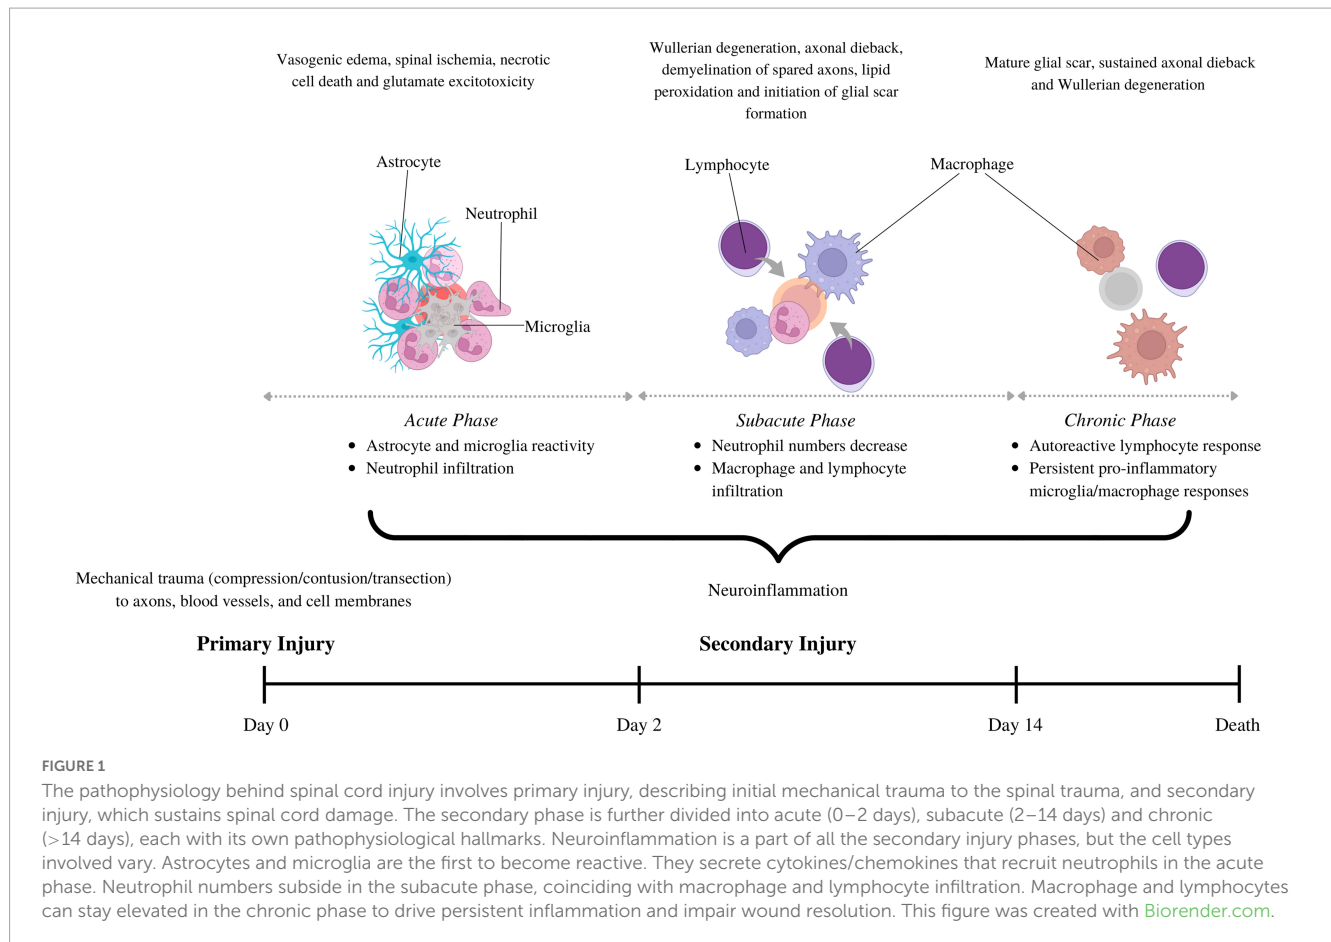 Vasogenic edema, spinal ischemia, necrotic
cell death and glutamate excitotoxicity
Wullerian degeneration, axonal dieback,
demyelination of spared axons, lipid
peroxidation and initiation of glial scar
formation
Mature glial scar, sustained axonal dieback
and Wullerian degeneration
Astrocyte
Neutrophil
Microglia
Lymphocyte
Macrophage
Acute Phase
• Astrocyte and microglia reactivity
• Neutrophil infiltration
Subacute Phase
• Neutrophil numbers decrease
• Macrophage and lymphocyte
infiltration
Chronic Phase
• Autoreactive lymphocyte response
• Persistent pro-inflammatory
microglia/macrophage responses
Mechanical trauma (compression/contusion/transection)
to axons, blood vessels, and cell membranes
Neuroinflammation
Primary Injury
Secondary Injury
Day 0
Day 2
Day 14
Death
FIGURE 1
The pathophysiology behind spinal cord injury involves primary injury, describing initial mechanical trauma to the spinal trauma, and secondary
injury, which sustains spinal cord damage. The secondary phase is further divided into acute (0–2 days), subacute (2–14 days) and chronic
(>14 days), each with its own pathophysiological hallmarks. Neuroinflammation is a part of all the secondary injury phases, but the cell types
involved vary. Astrocytes and microglia are the first to become reactive. They secrete cytokines/chemokines that recruit neutrophils in the acute
phase. Neutrophil numbers subside in the subacute phase, coinciding with macrophage and lymphocyte infiltration. Macrophage and lymphocytes
can stay elevated in the chronic phase to drive persistent inflammation and impair wound resolution. This figure was created with Biorender.com.